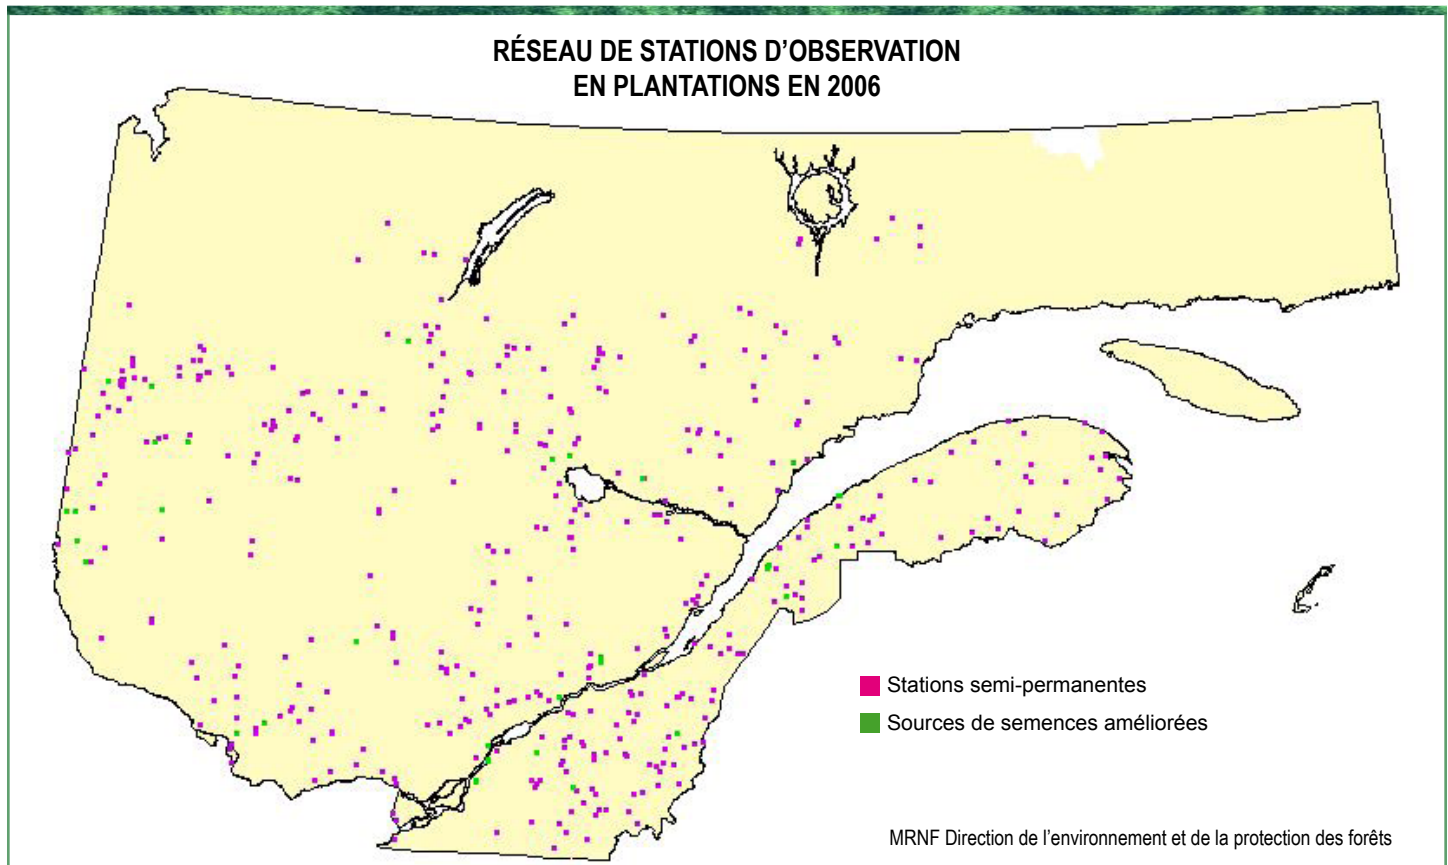 RÉSEAU DE STATIONS D'OBSERVATION
EN PLANTATIONS EN 2006
Stations semi-permanentes
Sources de semences améliorées
MRNF Direction de l'environnement et de la protection des forêts